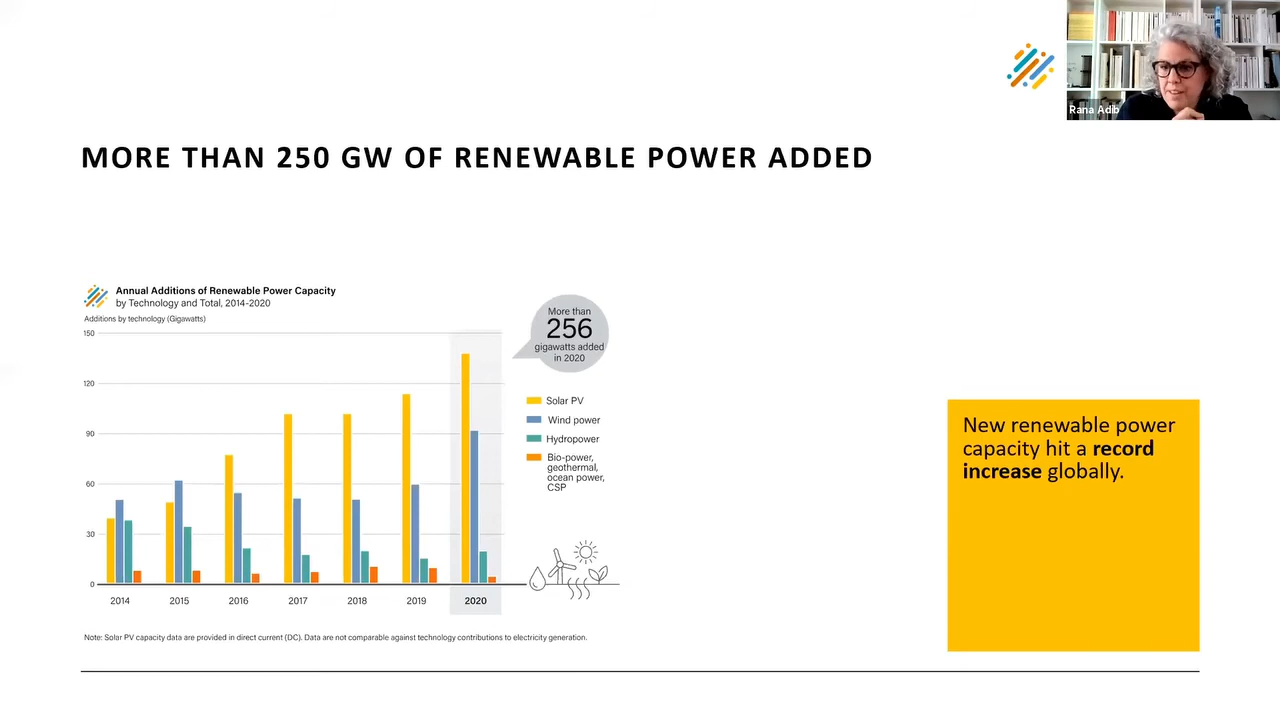 Rana Adib
MORE THAN 250 GW OF RENEWABLE POWER ADDED
Annual Additions of Renewable Power Capacity
by Technology and Total, 2014-2020
Additions by technology (Gigawatts)
150
120
90
60
30
0
2014 2015 2016 2017 2018 2019 2020
More than
256
gigawatts added
in 2020
Solar PV
Wind power
Hydropower
Bio-power,
geothermal,
ocean power,
CSP
Note: Solar PV capacity data are provided in direct current (DC). Data are not comparable against technology contributions to electricity generation.
New renewable power
capacity hit a record
increase globally.